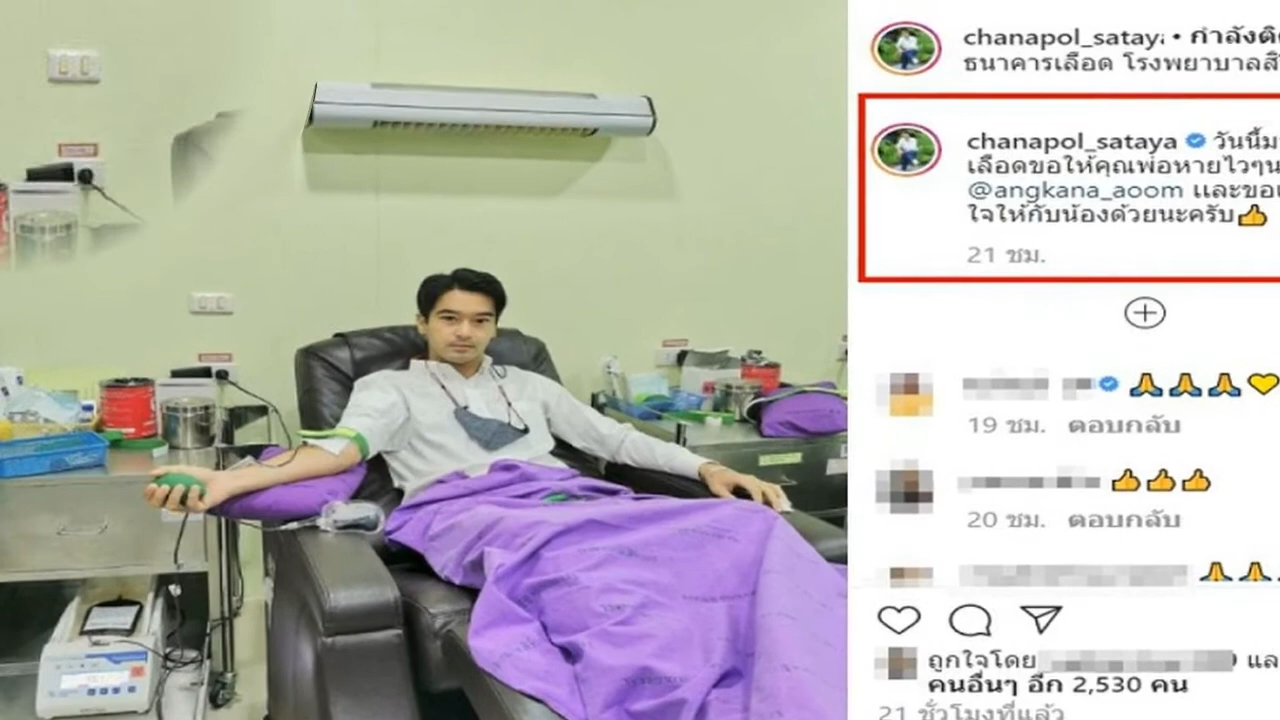 chanapol_sataya • กำลังติด
ธนาคารเลือด โรงพยาบาลศิ
chanapol_sataya วันนี้ม
เลือดขอให้คุณพ่อหายไวๆน
@angkana_aoom และขอ
ใจให้กับน้องด้วยนะครับ👍
21 ชม.
🙏🙏🙏💛
19 ชม. ตอบกลับ
👍👍👍
20 ชม. ตอบกลับ
🙏🙏
ถูกใจโดย และ
คนอื่นๆ อีก 2,530 คน
21 ชั่วโมงที่แล้ว